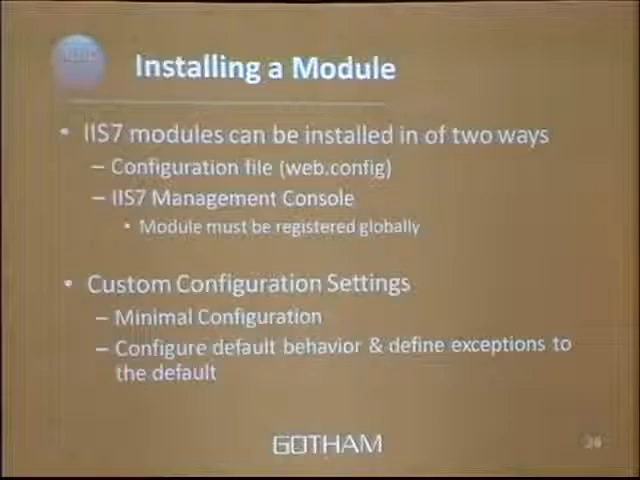 Installing a Module
• IIS7 modules can be installed in of two ways
– Configuration file (web.config)
– IIS7 Management Console
• Module must be registered globally
• Custom Configuration Settings
– Minimal Configuration
– Configure default behavior & define exceptions to
the default
GOTHAM